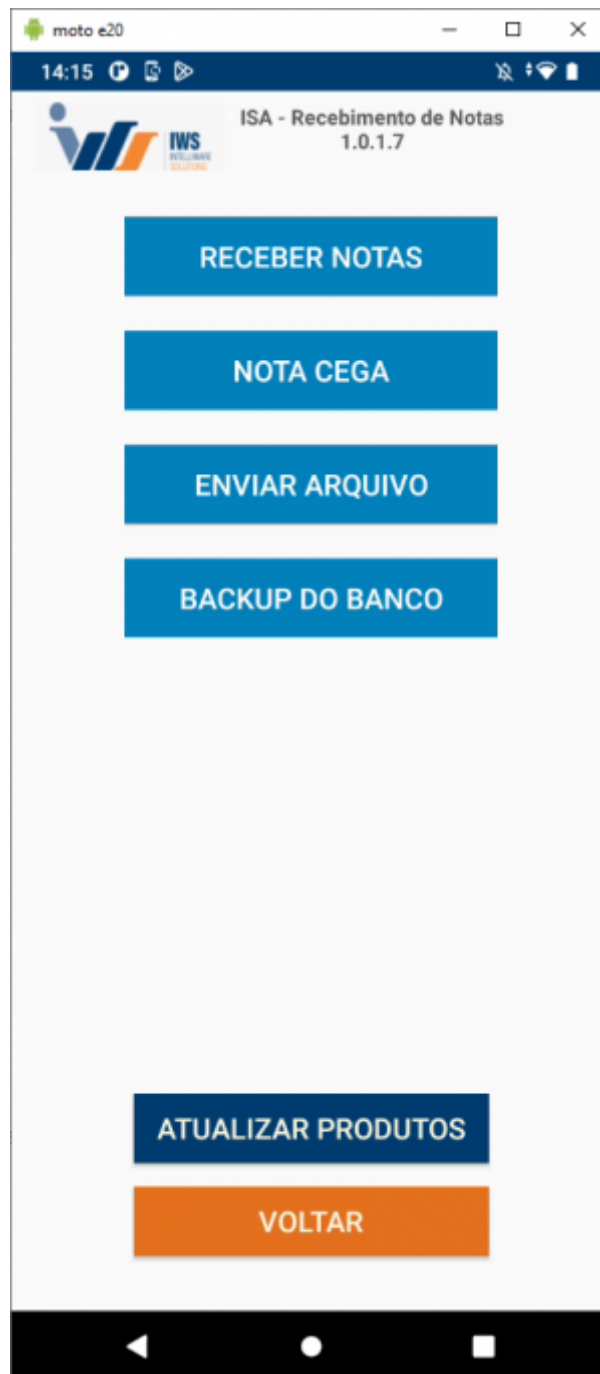 moto e20
14:15
IWS
ISA - Recebimento de Notas
1.0.1.7
RECEBER NOTAS
NOTA CEGA
ENVIAR ARQUIVO
BACKUP DO BANCO
ATUALIZAR PRODUTOS
VOLTAR